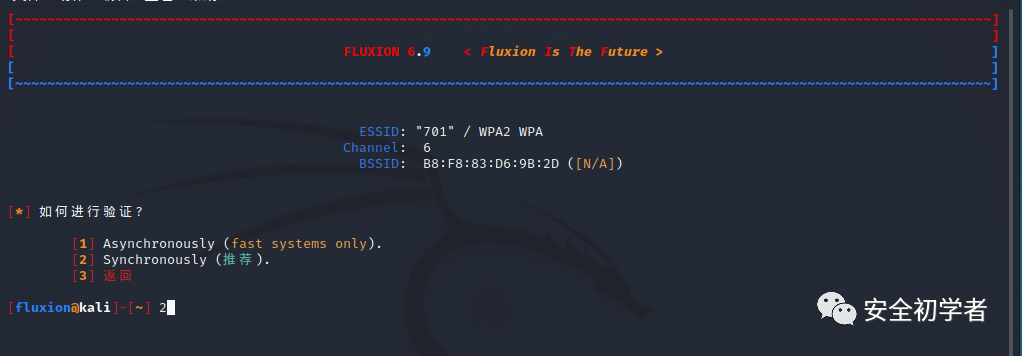 FLUXION 6.9 < Fluxion Is The Future >
ESSID: "701" / WPA2 WPA
Channel: 6
BSSID: B8:F8:83:D6:9B:2D ([N/A])
[*] 如何进行验证?
[1] Asynchronously (fast systems only).
[2] Synchronously (推荐).
[3] 返回
[fluxion@kali]-[~] 2
安全初学者